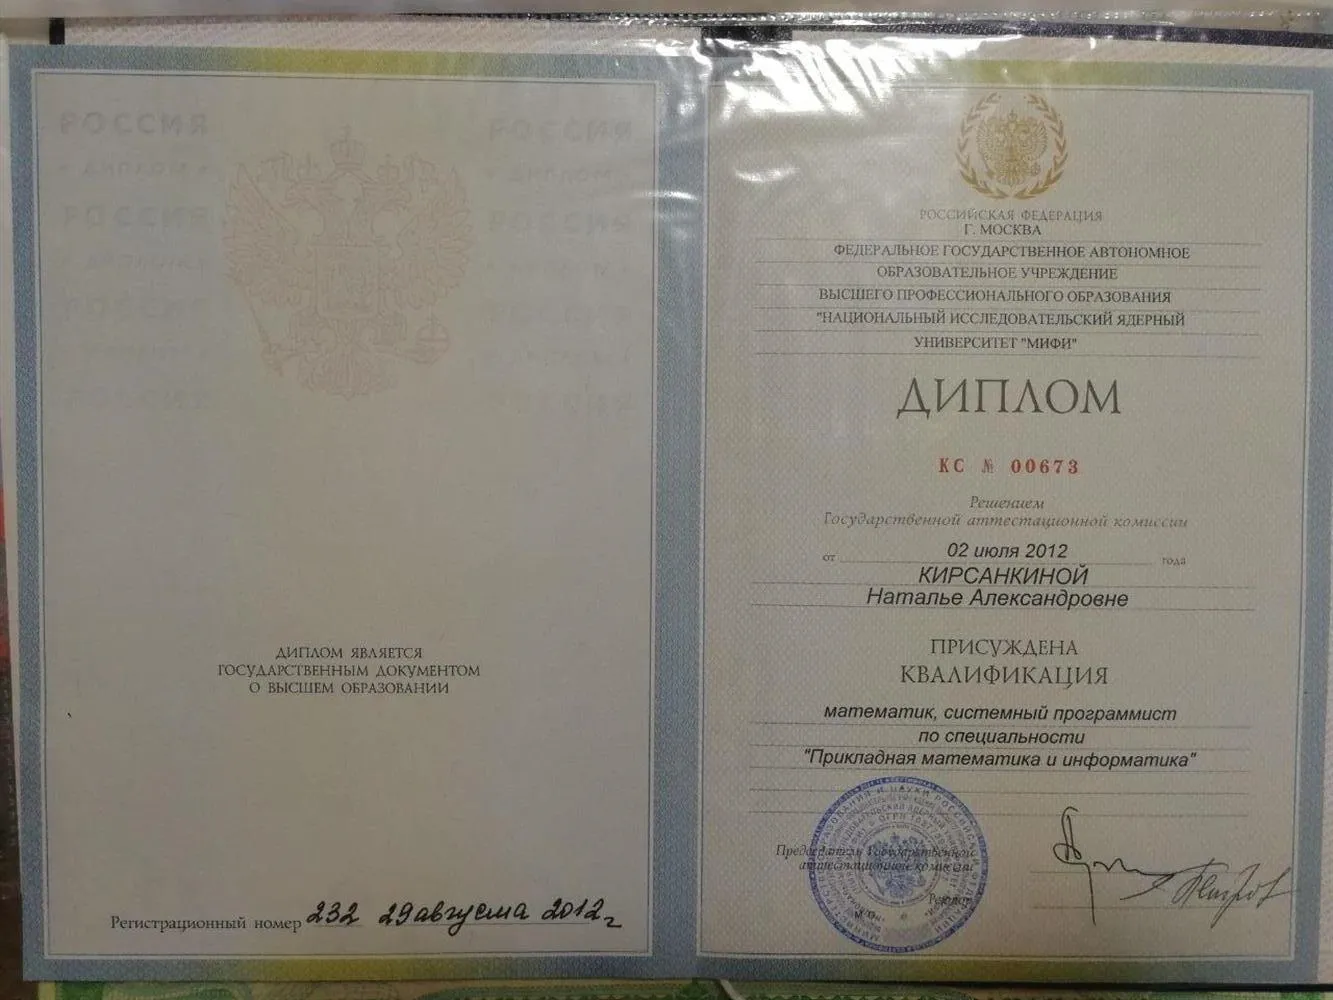 РОССИЯ
РОССИЯ
ДИПЛОМ ЯВЛЯЕТСЯ
ГОСУДАРСТВЕННЫМ ДОКУМЕНТОМ
О ВЫСШЕМ ОБРАЗОВАНИИ
Регистрационный номер 232 29 августа 2012 г
РОССИЙСКАЯ ФЕДЕРАЦИЯ
Г. МОСКВА
ФЕДЕРАЛЬНОЕ ГОСУДАРСТВЕННОЕ АВТОНОМНОЕ
ОБРАЗОВАТЕЛЬНОЕ УЧРЕЖДЕНИЕ
ВЫСШЕГО ПРОФЕССИОНАЛЬНОГО ОБРАЗОВАНИЯ
"НАЦИОНАЛЬНЫЙ ИССЛЕДОВАТЕЛЬСКИЙ ЯДЕРНЫЙ
УНИВЕРСИТЕТ "МИФИ"
ДИПЛОМ
КС № 00673
Решением
Государственной аттестационной комиссии
от 02 июля 2012 года
КИРСАНКИНОЙ
Наталье Александровне
ПРИСУЖДЕНА
КВАЛИФИКАЦИЯ
математик, системный программист
по специальности
"Прикладная математика и информатика"
Председатель Государственной
аттестационной комиссии
Ректор
М.П.